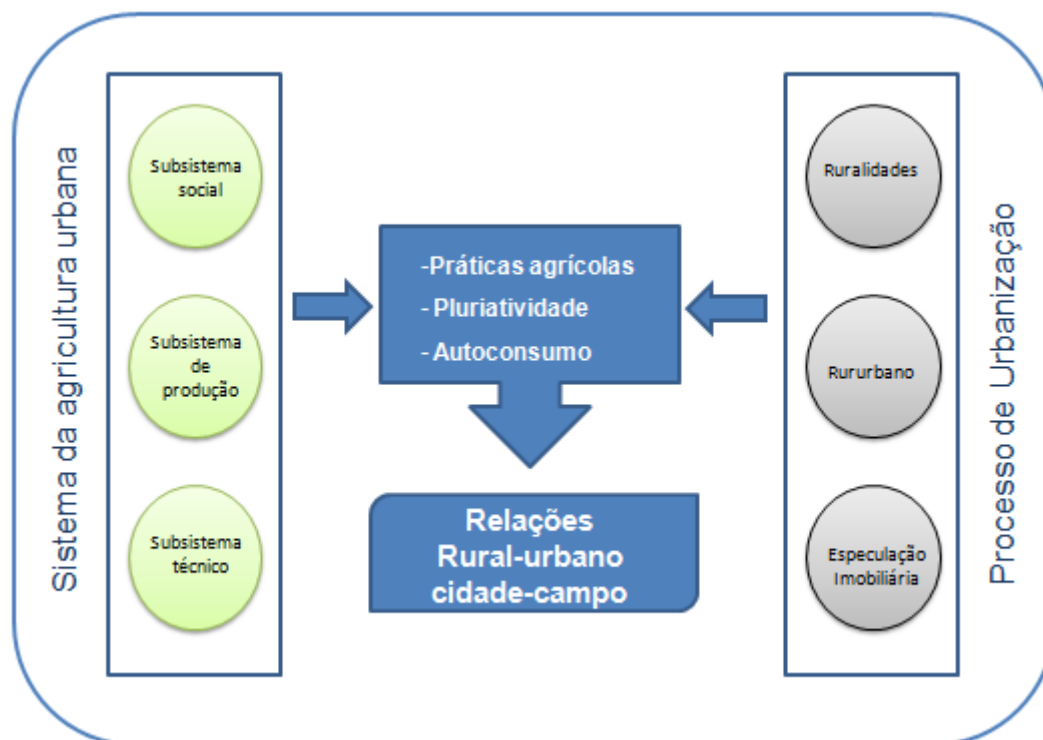 Sistema da agricultura urbana
Subsistema
social
Subsistema
de
produção
Subsistema
técnico
-Práticas agrícolas
- Pluriatividade
- Autoconsumo
Relações
Rural-urbano
cidade-campo
Ruralidades
Rururbano
Especulação
Imobiliária
Processo de Urbanização